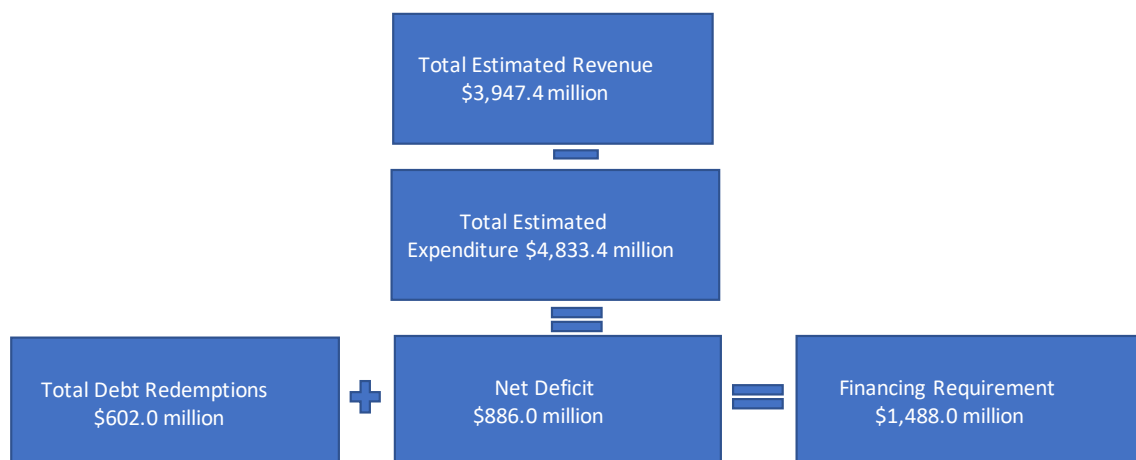 Total Estimated Revenue
$3,947.4 million
Total Estimated
Expenditure $4,833.4 million
Total Debt Redemptions
$602.0 million
Net Deficit
$886.0 million
Financing Requirement
$1,488.0 million